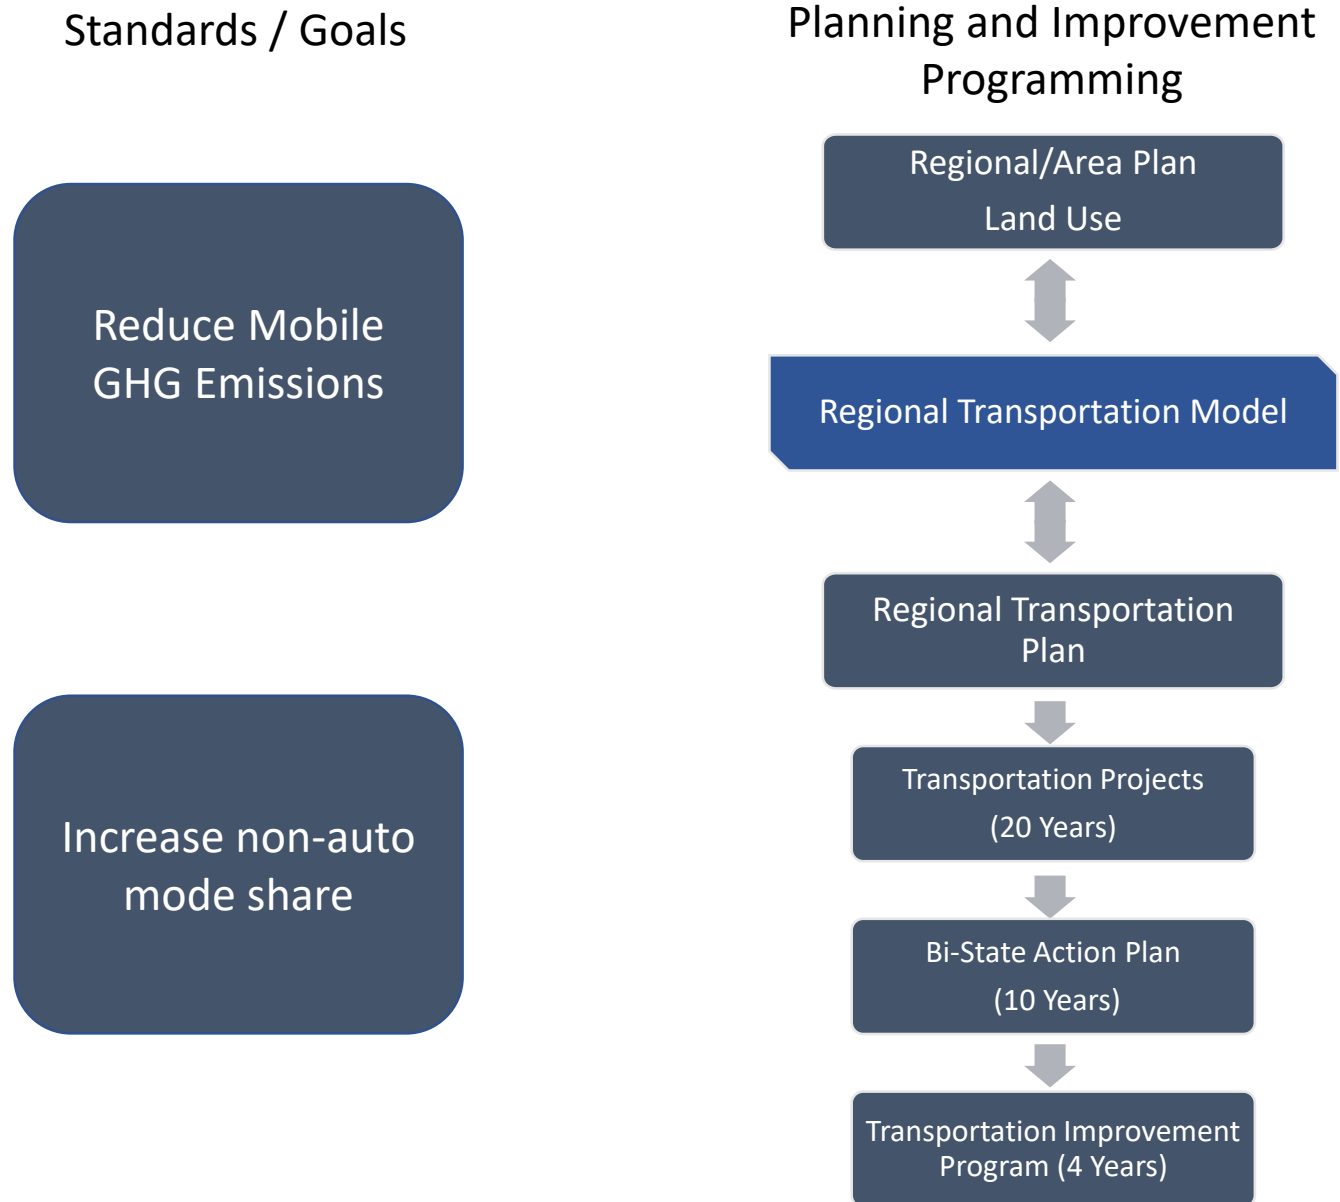 Standards / Goals
Reduce Mobile
GHG Emissions
Increase non-auto
mode share
Planning and Improvement
Programming
Regional/Area Plan
Land Use
Regional Transportation Model
Regional Transportation
Plan
Transportation Projects
(20 Years)
Bi-State Action Plan
(10 Years)
Transportation Improvement
Program (4 Years)